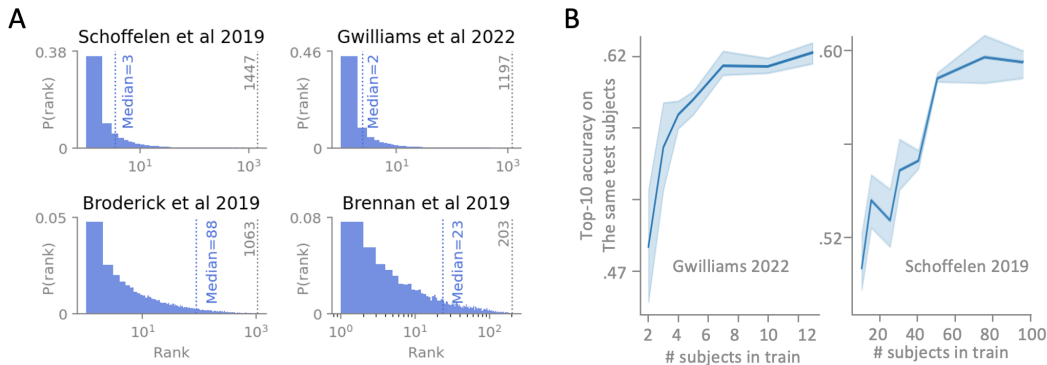 A
Schoffelen et al 2019
0.38
P(rank)
0
Median=3
1447
10¹
10³
Gwilliams et al 2022
0.46
P(rank)
0
Median=2
1197
10¹
10³
Broderick et al 2019
0.05
P(rank)
0
Median=88
1063
10¹
10³
Rank
Brennan et al 2019
0.08
P(rank)
0
Median=23
203
10⁰
10¹
10²
Rank
B
Top-10 accuracy on
The same test subjects
.62
.47
Gwilliams 2022
2 4 6 8 10 12
# subjects in train
.60
.52
Schoffelen 2019
20 40 60 80 100
# subjects in train